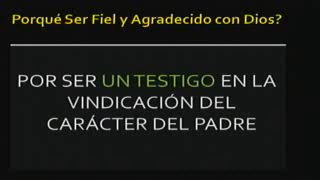 Porqué Ser Fiel y Agradecido con Dios?
POR SER UN TESTIGO EN LA
VINDICACIÓN DEL
CARÁCTER DEL PADRE